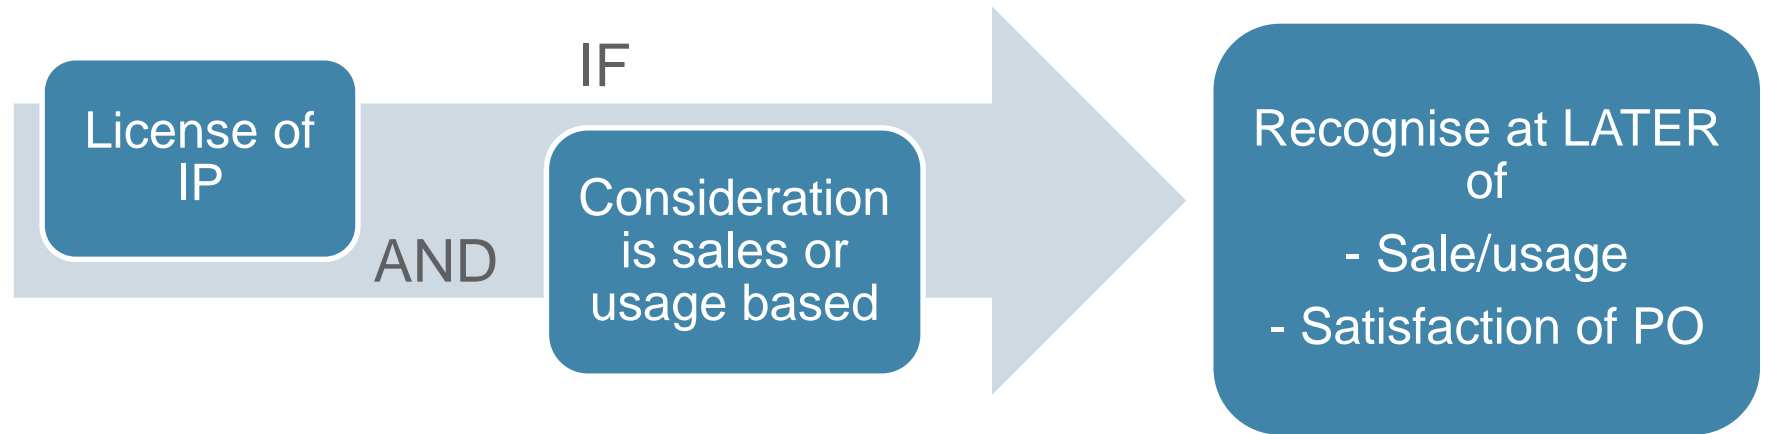 IF
License of
IP
AND
Consideration
is sales or
usage based
Recognise at LATER
of
- Sale/usage
- Satisfaction of PO